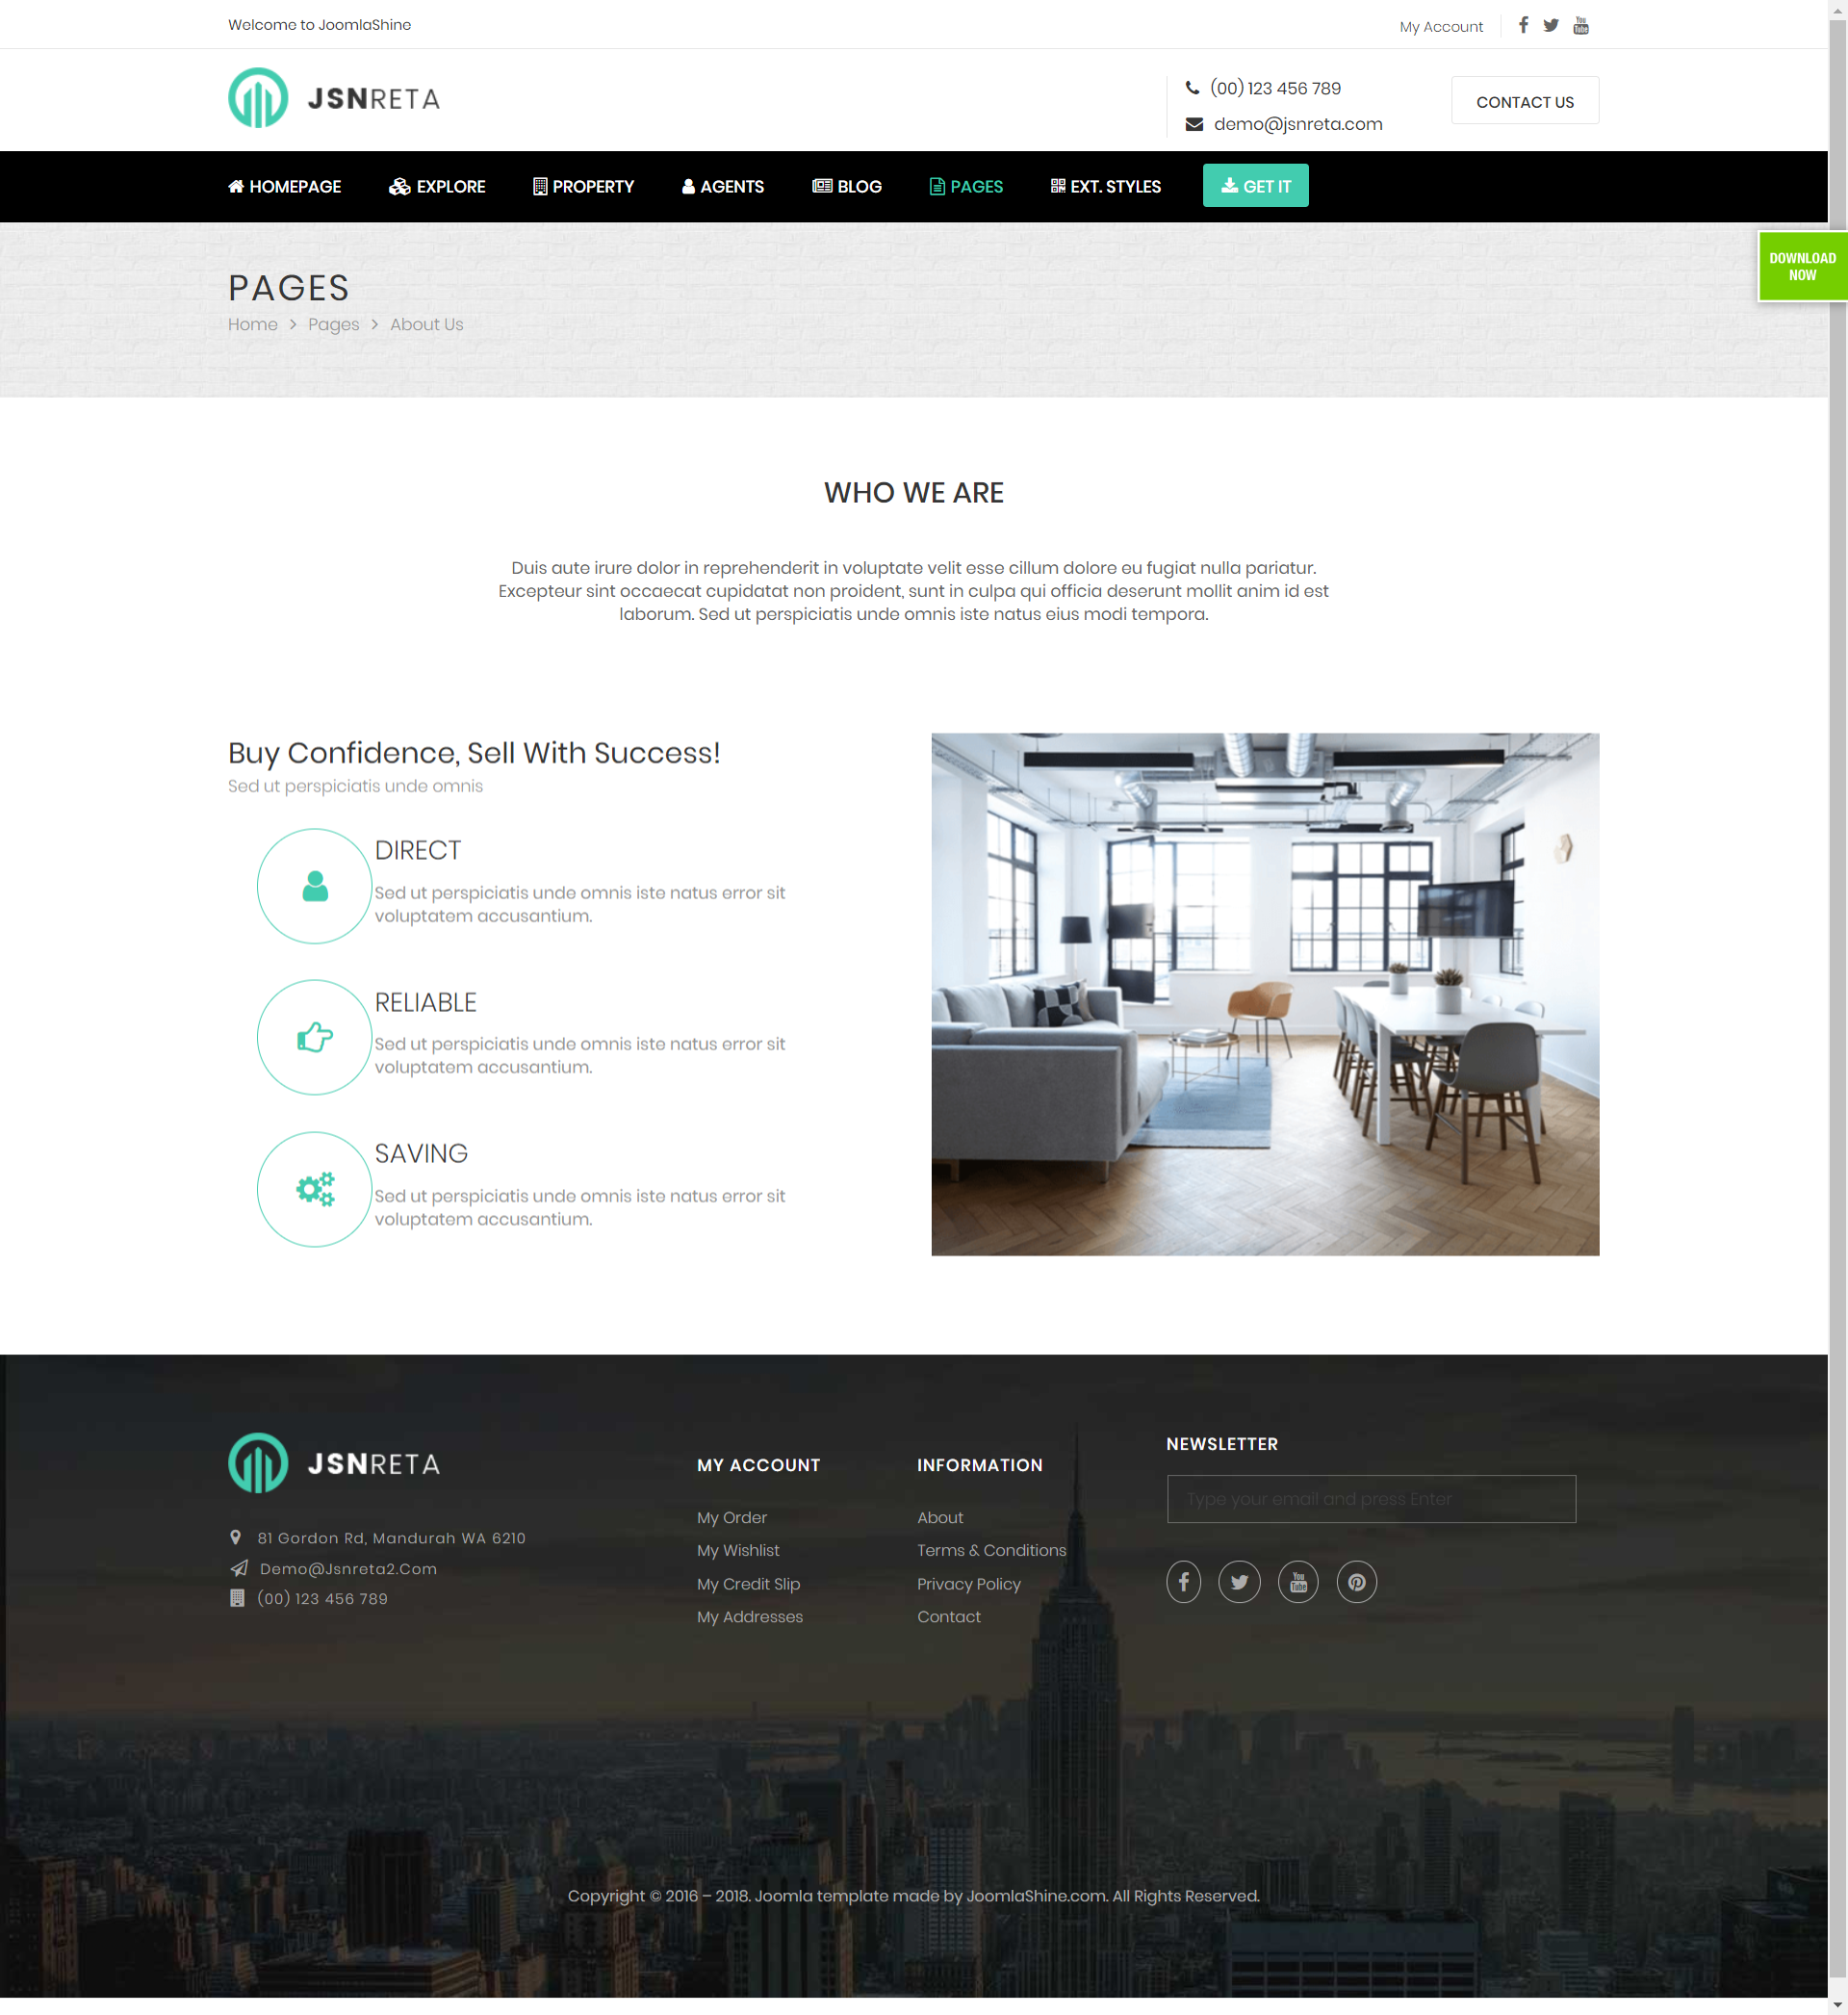 Welcome to JoomlaShine
My Account
You Tube
JSNRETA
(00) 123 456 789
demo@jsnreta.com
CONTACT US
HOMEPAGE
EXPLORE
PROPERTY
AGENTS
BLOG
PAGES
EXT. STYLES
GET IT
DOWNLOAD
NOW
PAGES
Home > Pages > About Us
WHO WE ARE
Duis aute irure dolor in reprehenderit in voluptate velit esse cillum dolore eu fugiat nulla pariatur.
Excepteur sint occaecat cupidatat non proident, sunt in culpa qui officia deserunt mollit anim id est
laborum. Sed ut perspiciatis unde omnis iste natus eius modi tempora.
Buy Confidence, Sell With Success!
Sed ut perspiciatis unde omnis
DIRECT
Sed ut perspiciatis unde omnis iste natus error sit
voluptatem accusantium.
RELIABLE
Sed ut perspiciatis unde omnis iste natus error sit
voluptatem accusantium.
SAVING
Sed ut perspiciatis unde omnis iste natus error sit
voluptatem accusantium.
JSNRETA
81 Gordon Rd, Mandurah WA 6210
Demo@Jsnreta2.Com
(00) 123 456 789
MY ACCOUNT
My Order
My Wishlist
My Credit Slip
My Addresses
INFORMATION
About
Terms & Conditions
Privacy Policy
Contact
NEWSLETTER
Type your email and press Enter
You Tube
Copyright © 2016 – 2018. Joomla template made by JoomlaShine.com. All Rights Reserved.